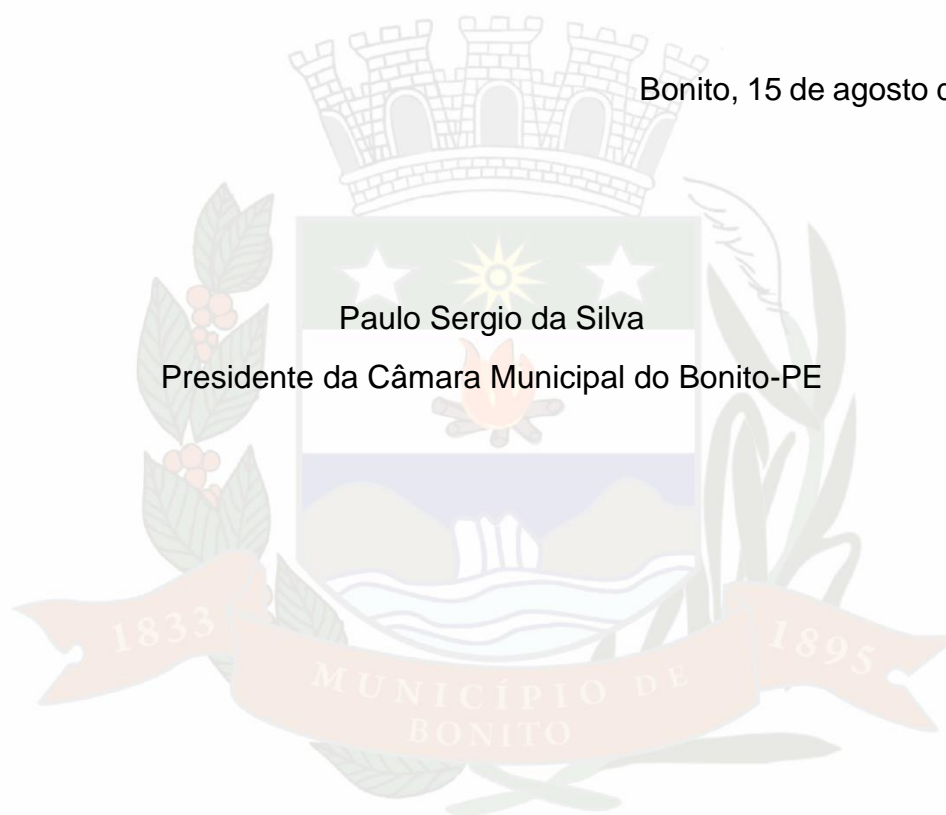 Bonito, 15 de agosto
Paulo Sergio da Silva
Presidente da Câmara Municipal do Bonito-PE
1833
1895
MUNICÍPIO DE
BONITO